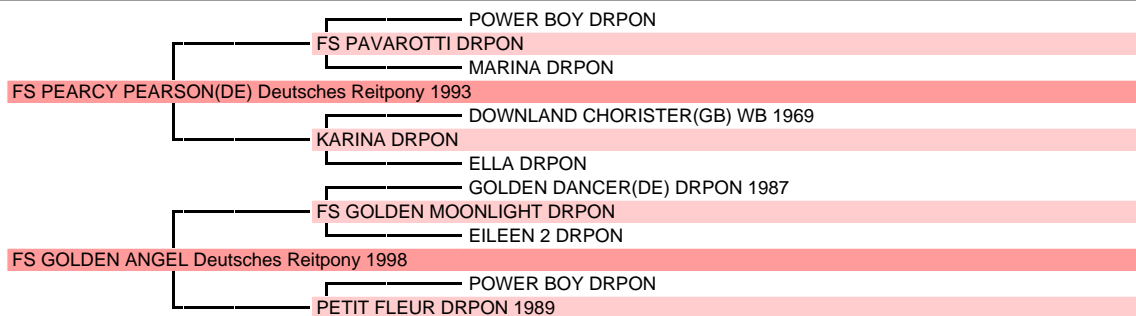 POWER BOY DRPON
FS PAVAROTTI DRPON
MARINA DRPON
FS PEARCY PEARSON(DE) Deutsches Reitpony 1993
DOWNLAND CHORISTER(GB) WB 1969
KARINA DRPON
ELLA DRPON
GOLDEN DANCER(DE) DRPON 1987
FS GOLDEN MOONLIGHT DRPON
EILEEN 2 DRPON
FS GOLDEN ANGEL Deutsches Reitpony 1998
POWER BOY DRPON
PETIT FLEUR DRPON 1989